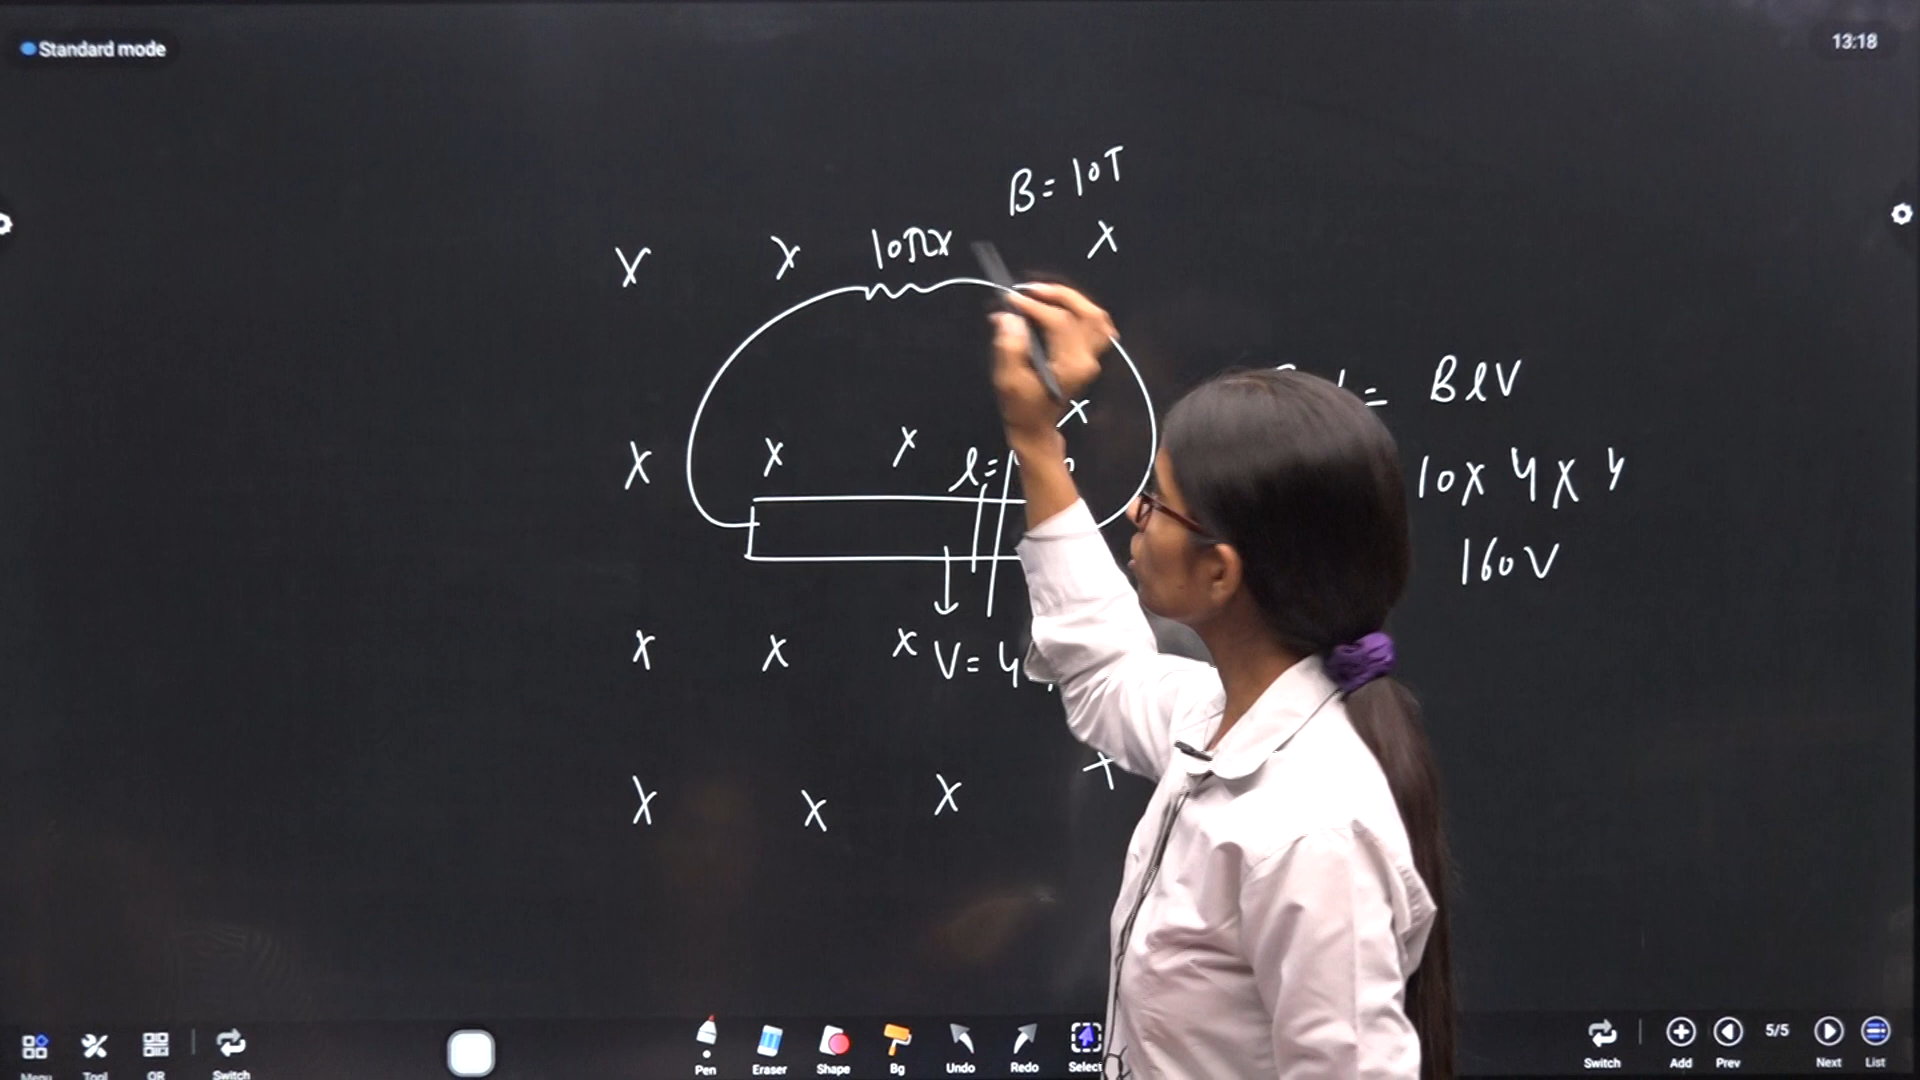 Standard mode
13:18
B = 10T
X X 10Ω X X
= BlV
X X X X
l =
10 X 4 X 4
160V
X X X V = 4
X X X X
Menu Tool QR Switch Pen Eraser Shape Bg Undo Redo Select Switch Add Prev 5/5 Next List